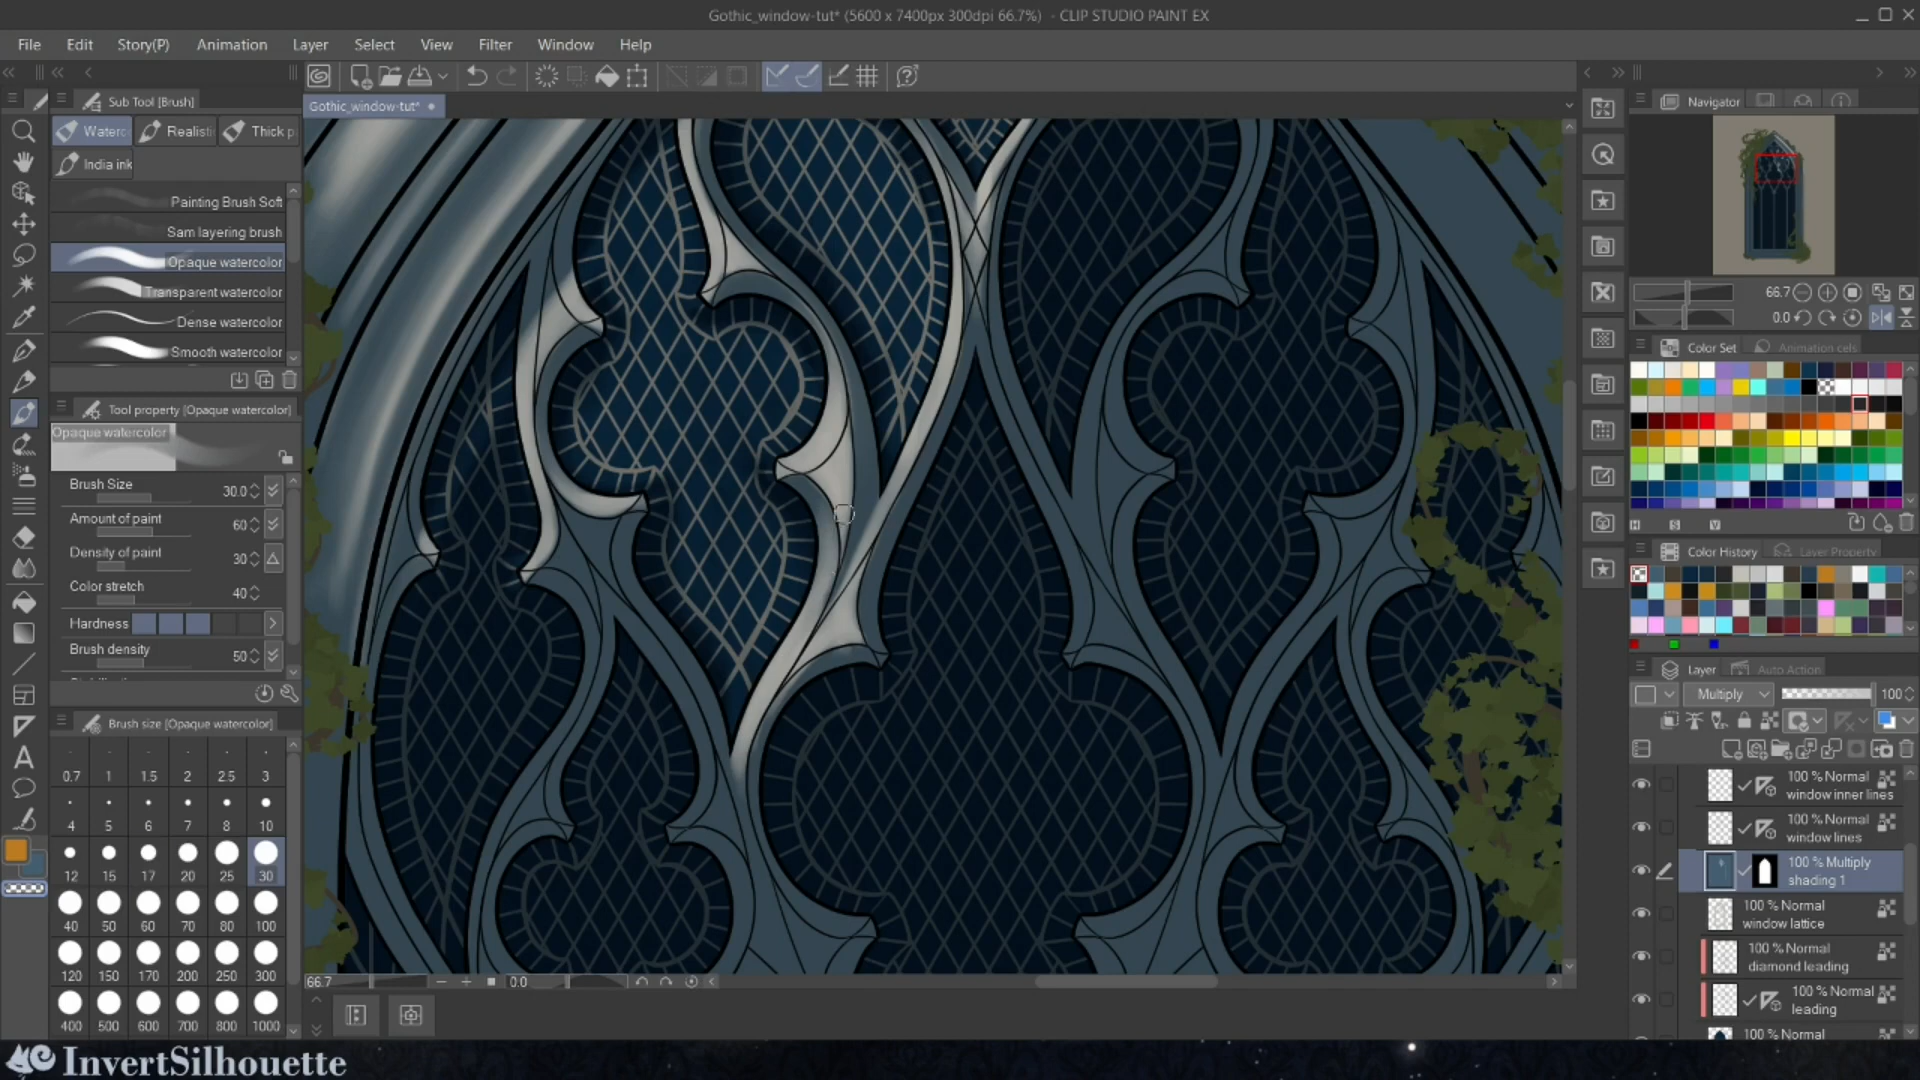 Gothic_window-tut* (5600 x 7400px 300dpi 66.7%) - CLIP STUDIO PAINT EX
File Edit Story(P) Animation Layer Select View Filter Window Help
Sub Tool [Brush]
Gothic_window-tut*
Waterc Realisti Thick p
India ink
Painting Brush Soft
Sam layering brush
Opaque watercolor
Transparent watercolor
Dense watercolor
Smooth watercolor
Tool property [Opaque watercolor]
Opaque watercolor
Brush Size 30.0
Amount of paint 60
Density of paint 30
Color stretch 40
Hardness
Brush density 50
Brush size [Opaque watercolor]
0.7 1 1.5 2 2.5 3
4 5 6 7 8 10
12 15 17 20 25 30
40 50 60 70 80 100
120 150 170 200 250 300
400 500 600 700 800 1000
66.7 0.0
Navigator
66.7
0.0
Color Set Animation cels
H S V
Color History Layer Property
Layer Auto Action
Multiply 100
100 % Normal
window inner lines
100 % Normal
window lines
100 % Multiply
shading 1
100 % Normal
window lattice
100 % Normal
diamond leading
100 % Normal
leading
100 % Normal
InvertSilhouette